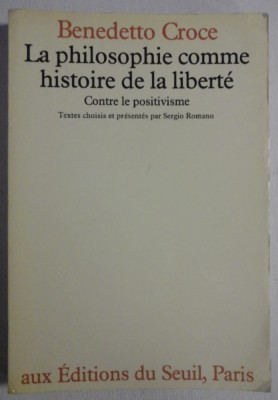 Benedetto Croce
La philosophie comme
histoire de la liberté
Contre le positivisme
Textes choisis et présentés par Sergio Romano
aux Éditions du Seuil, Paris